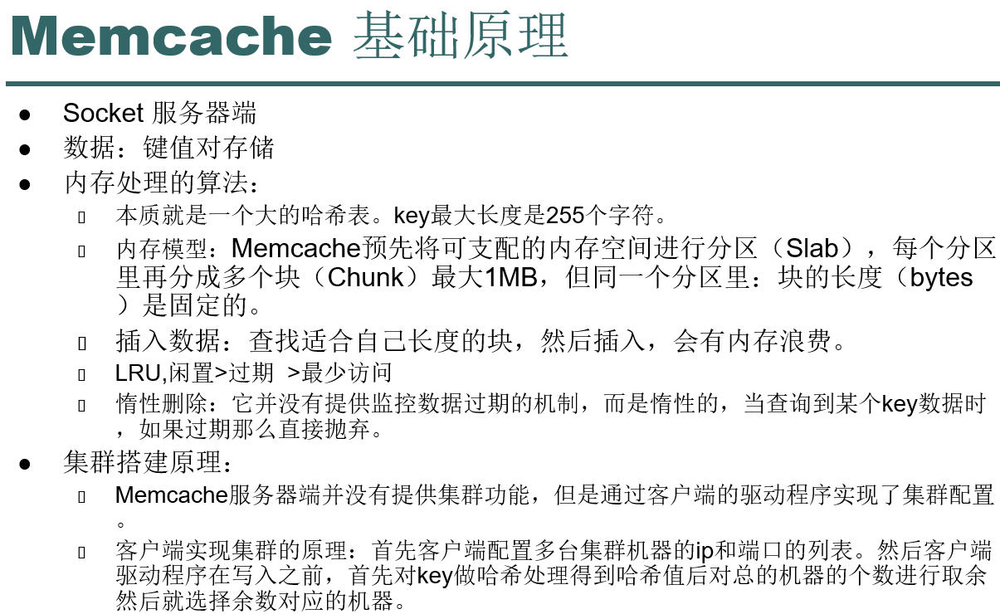 Memcache 基础原理
Socket 服务器端
数据：键值对存储
内存处理的算法：
本质就是一个大的哈希表。key最大长度是255个字符。
内存模型：Memcache预先将可支配的内存空间进行分区（Slab），每个分区
里再分成多个块（Chunk）最大1MB，但同一个分区里：块的长度（bytes
）是固定的。
插入数据：查找适合自己长度的块，然后插入，会有内存浪费。
LRU,闲置>过期 >最少访问
惰性删除：它并没有提供监控数据过期的机制，而是惰性的，当查询到某个key数据时
，如果过期那么直接抛弃。
集群搭建原理：
Memcache服务器端并没有提供集群功能，但是通过客户端的驱动程序实现了集群配置
。
客户端实现集群的原理：首先客户端配置多台集群机器的ip和端口的列表。然后客户端
驱动程序在写入之前，首先对key做哈希处理得到哈希值后对总的机器的个数进行取余
然后就选择余数对应的机器。